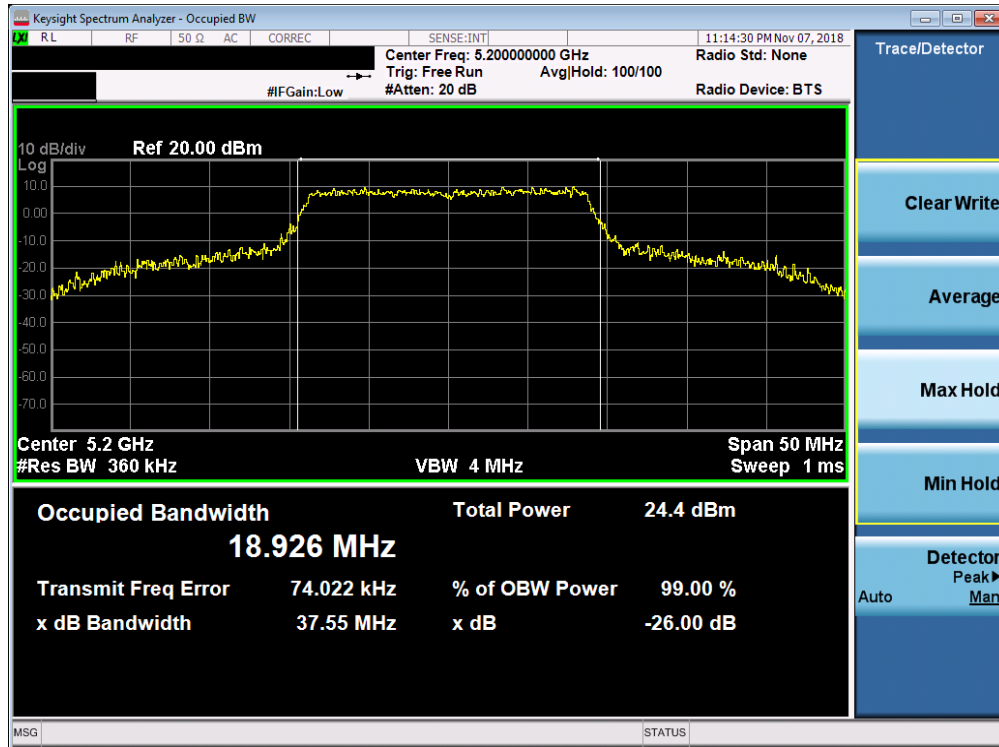 Keysight Spectrum Analyzer - Occupied BW
LXI RL RF 50 Ω AC CORREC SENSE:INT 11:14:30 PM Nov 07, 2018
Center Freq: 5.200000000 GHz Radio Std: None
Trig: Free Run Avg|Hold: 100/100
#IFGain:Low #Atten: 20 dB Radio Device: BTS
10 dB/div Ref 20.00 dBm
Log
10.0
0.00
-10.0
-20.0
-30.0
-40.0
-50.0
-60.0
-70.0
Center 5.2 GHz Span 50 MHz
#Res BW 360 kHz VBW 4 MHz Sweep 1 ms
Occupied Bandwidth Total Power 24.4 dBm
18.926 MHz
Transmit Freq Error 74.022 kHz % of OBW Power 99.00 %
x dB Bandwidth 37.55 MHz x dB -26.00 dB
MSG STATUS
Trace/Detector
Clear Write
Average
Max Hold
Min Hold
Detector
Peak▶
Auto Man